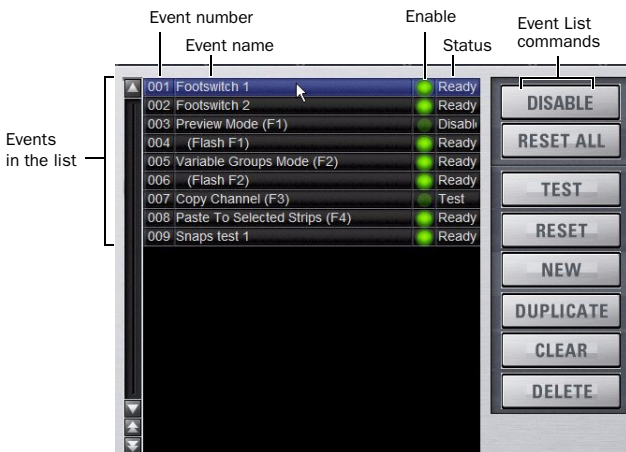 Event number
Enable
Event List
commands
Event name
Status
Events
in the list
001 Footswitch 1 Ready
002 Footswitch 2 Ready
003 Preview Mode (F1) Disabl
004 (Flash F1) Ready
005 Variable Groups Mode (F2) Ready
006 (Flash F2) Ready
007 Copy Channel (F3) Test
008 Paste To Selected Strips (F4) Ready
009 Snaps test 1 Ready
DISABLE
RESET ALL
TEST
RESET
NEW
DUPLICATE
CLEAR
DELETE